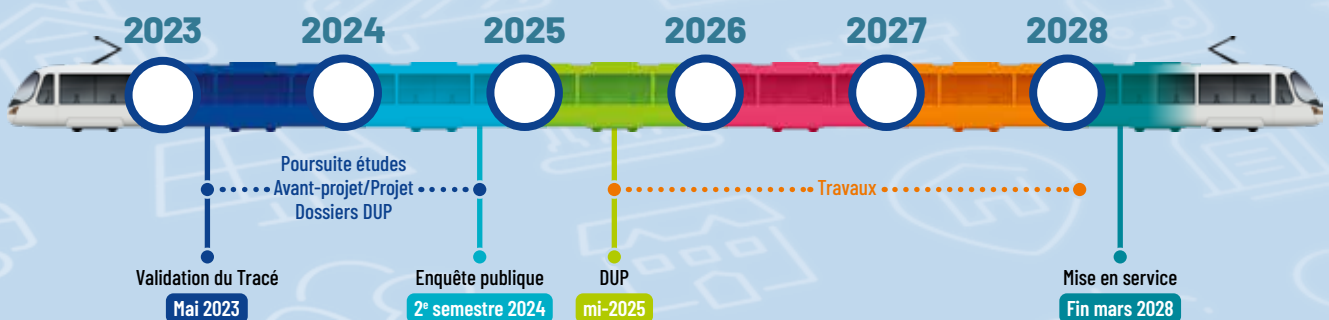 2023 2024 2025 2026 2027 2028
Poursuite études
Avant-projet/Projet
Dossiers DUP
Travaux
Validation du Tracé
Mai 2023
Enquête publique
2e semestre 2024
DUP
mi-2025
Mise en service
Fin mars 2028